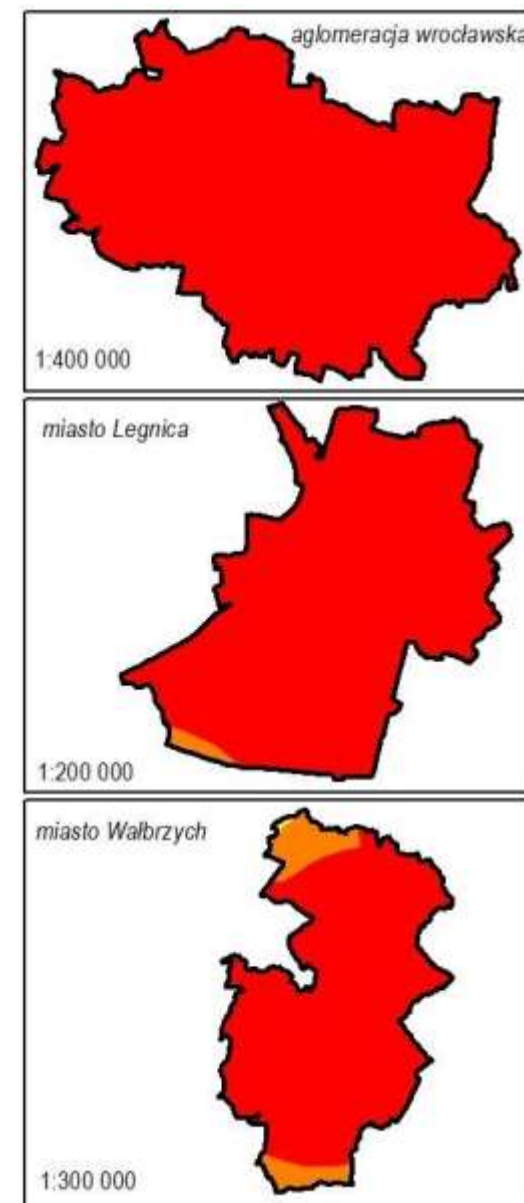 aglomeracja wrocławska
1:400 000
miasto Legnica
1:200 000
miasto Wałbrzych
1:300 000